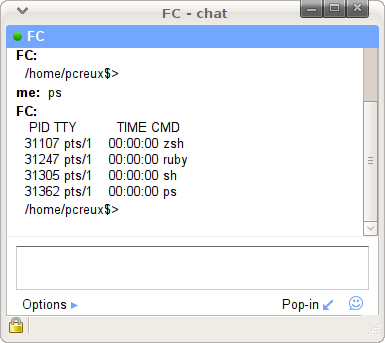 FC - chat
FC
FC:
/home/pcreux$>
me: ps
FC:
PID TTY TIME CMD
31107 pts/1 00:00:00 zsh
31247 pts/1 00:00:00 ruby
31305 pts/1 00:00:00 sh
31362 pts/1 00:00:00 ps
/home/pcreux$>
Options Pop-in